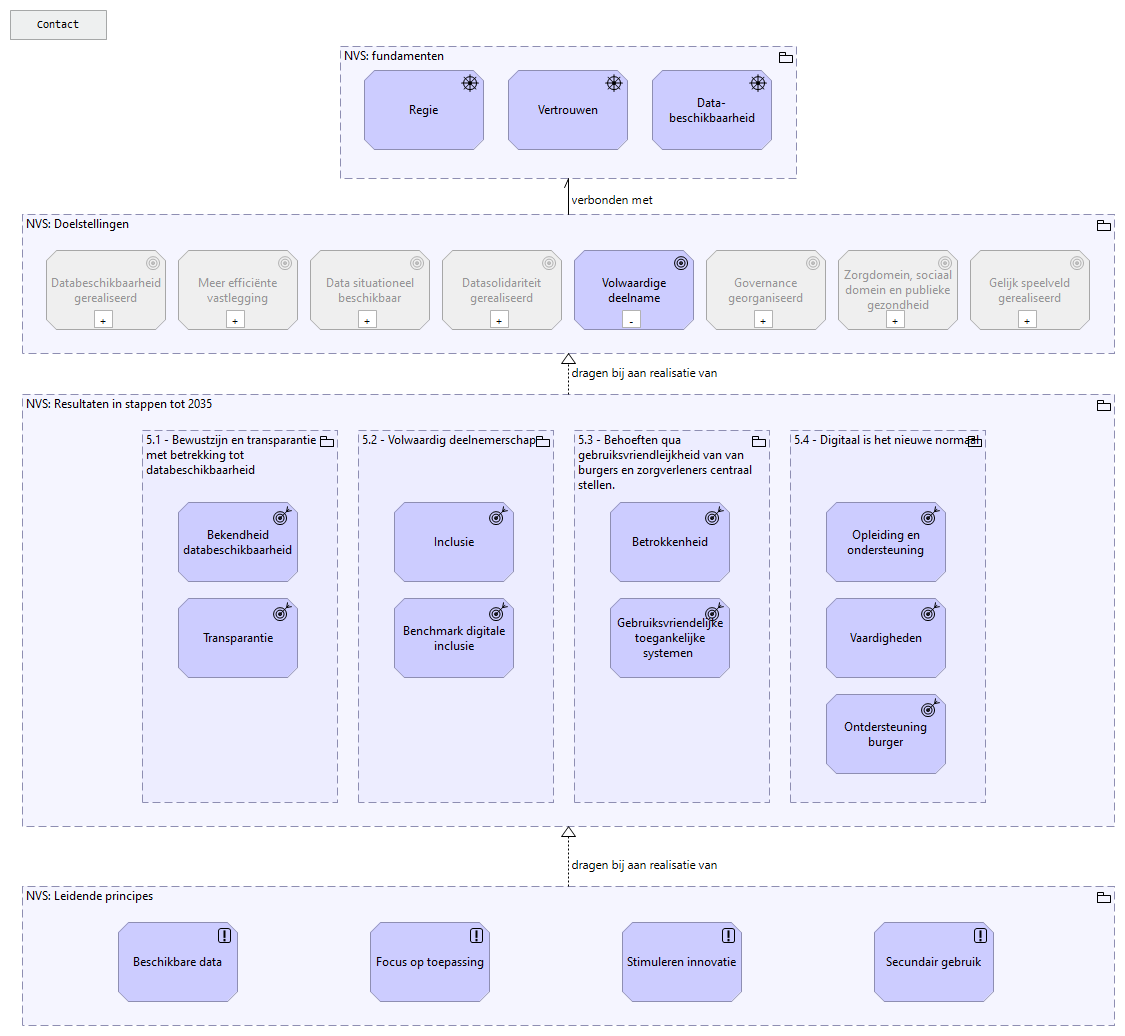 Contact
NVS: fundamenten
Regie
Vertrouwen
Data-
beschikbaarheid
verbonden met
NVS: Doelstellingen
Databeschikbaarheid
gerealiseerd
+
Meer efficiënte
vastlegging
+
Data situationeel
beschikbaar
+
Datasolidariteit
gerealiseerd
+
Volwaardige
deelname
-
Governance
georganiseerd
+
Zorgdomein, sociaal
domein en publieke
gezondheid
+
Gelijk speelveld
gerealiseerd
+
dragen bij aan realisatie van
NVS: Resultaten in stappen tot 2035
5.1 - Bewustzijn en transparantie
met betrekking tot
databeschikbaarheid
Bekendheid
databeschikbaarheid
Transparantie
5.2 - Volwaardig deelnemerschap
Inclusie
Benchmark digitale
inclusie
5.3 - Behoeften qua
gebruiksvriendleijkheid van van
burgers en zorgverleners centraal
stellen.
Betrokkenheid
Gebruiksvriendelijke
toegankelijke
systemen
5.4 - Digitaal is het nieuwe normaal
Opleiding en
ondersteuning
Vaardigheden
Ontdersteuning
burger
dragen bij aan realisatie van
NVS: Leidende principes
Beschikbare data
Focus op toepassing
Stimuleren innovatie
Secundair gebruik